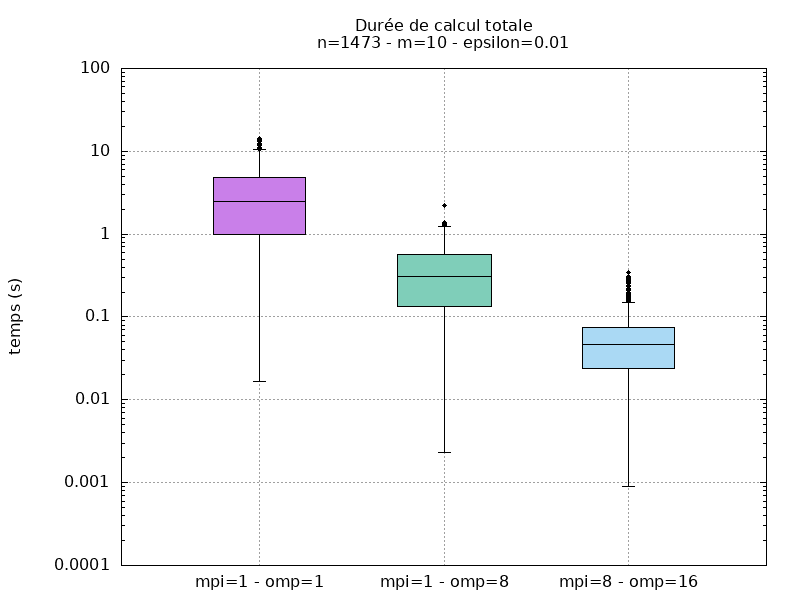 Durée de calcul totale
n=1473 - m=10 - epsilon=0.01
100
10
1
0.1
0.01
0.001
0.0001
temps (s)
mpi=1 - omp=1
mpi=1 - omp=8
mpi=8 - omp=16